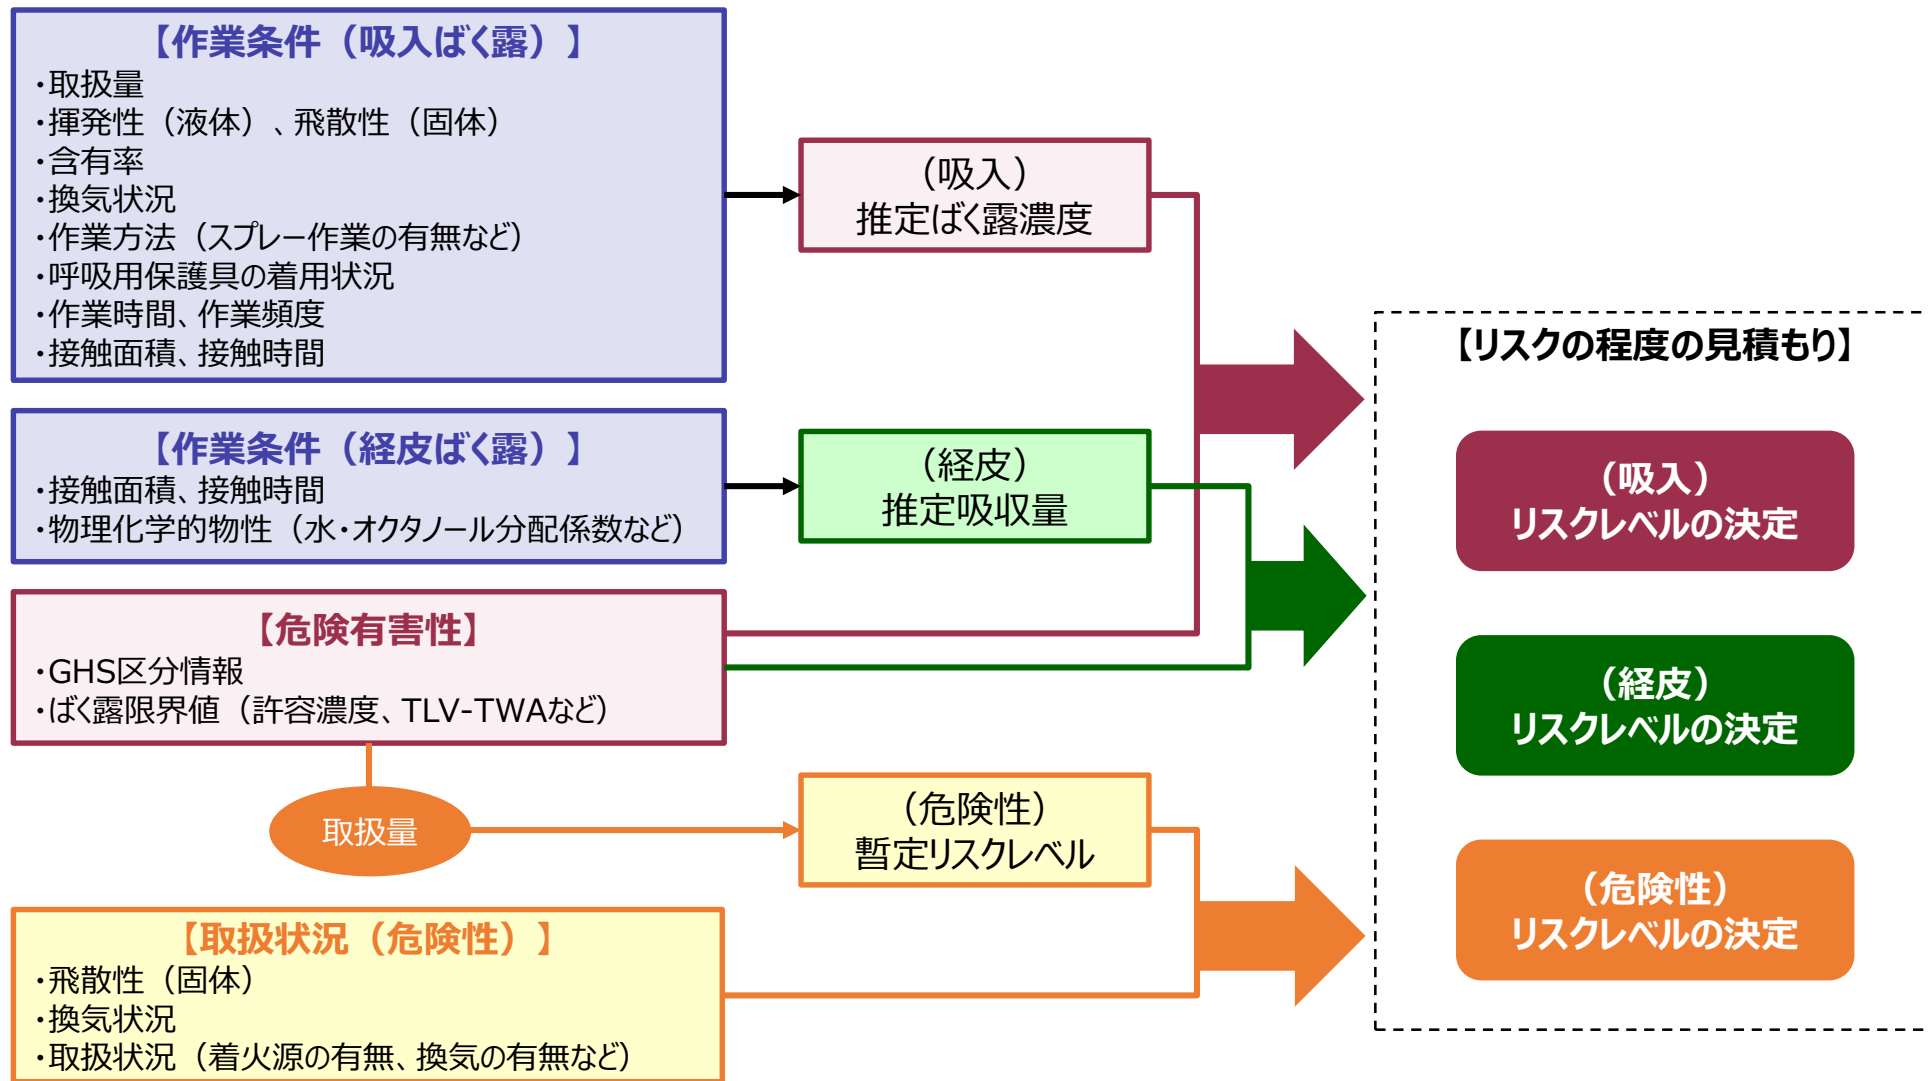 【作業条件（吸入ばく露）】
・取扱量
・揮発性（液体）、飛散性（固体）
・含有率
・換気状況
・作業方法（スプレー作業の有無など）
・呼吸用保護具の着用状況
・作業時間、作業頻度
・接触面積、接触時間
【作業条件（経皮ばく露）】
・接触面積、接触時間
・物理化学的物性（水・オクタノール分配係数など）
【危険有害性】
・GHS区分情報
・ばく露限界値（許容濃度、TLV-TWAなど）
取扱量
【取扱状況（危険性）】
・飛散性（固体）
・換気状況
・取扱状況（着火源の有無、換気の有無など）
（吸入）
推定ばく露濃度
（経皮）
推定吸収量
（危険性）
暫定リスクレベル
【リスクの程度の見積もり】
（吸入）
リスクレベルの決定
（経皮）
リスクレベルの決定
（危険性）
リスクレベルの決定